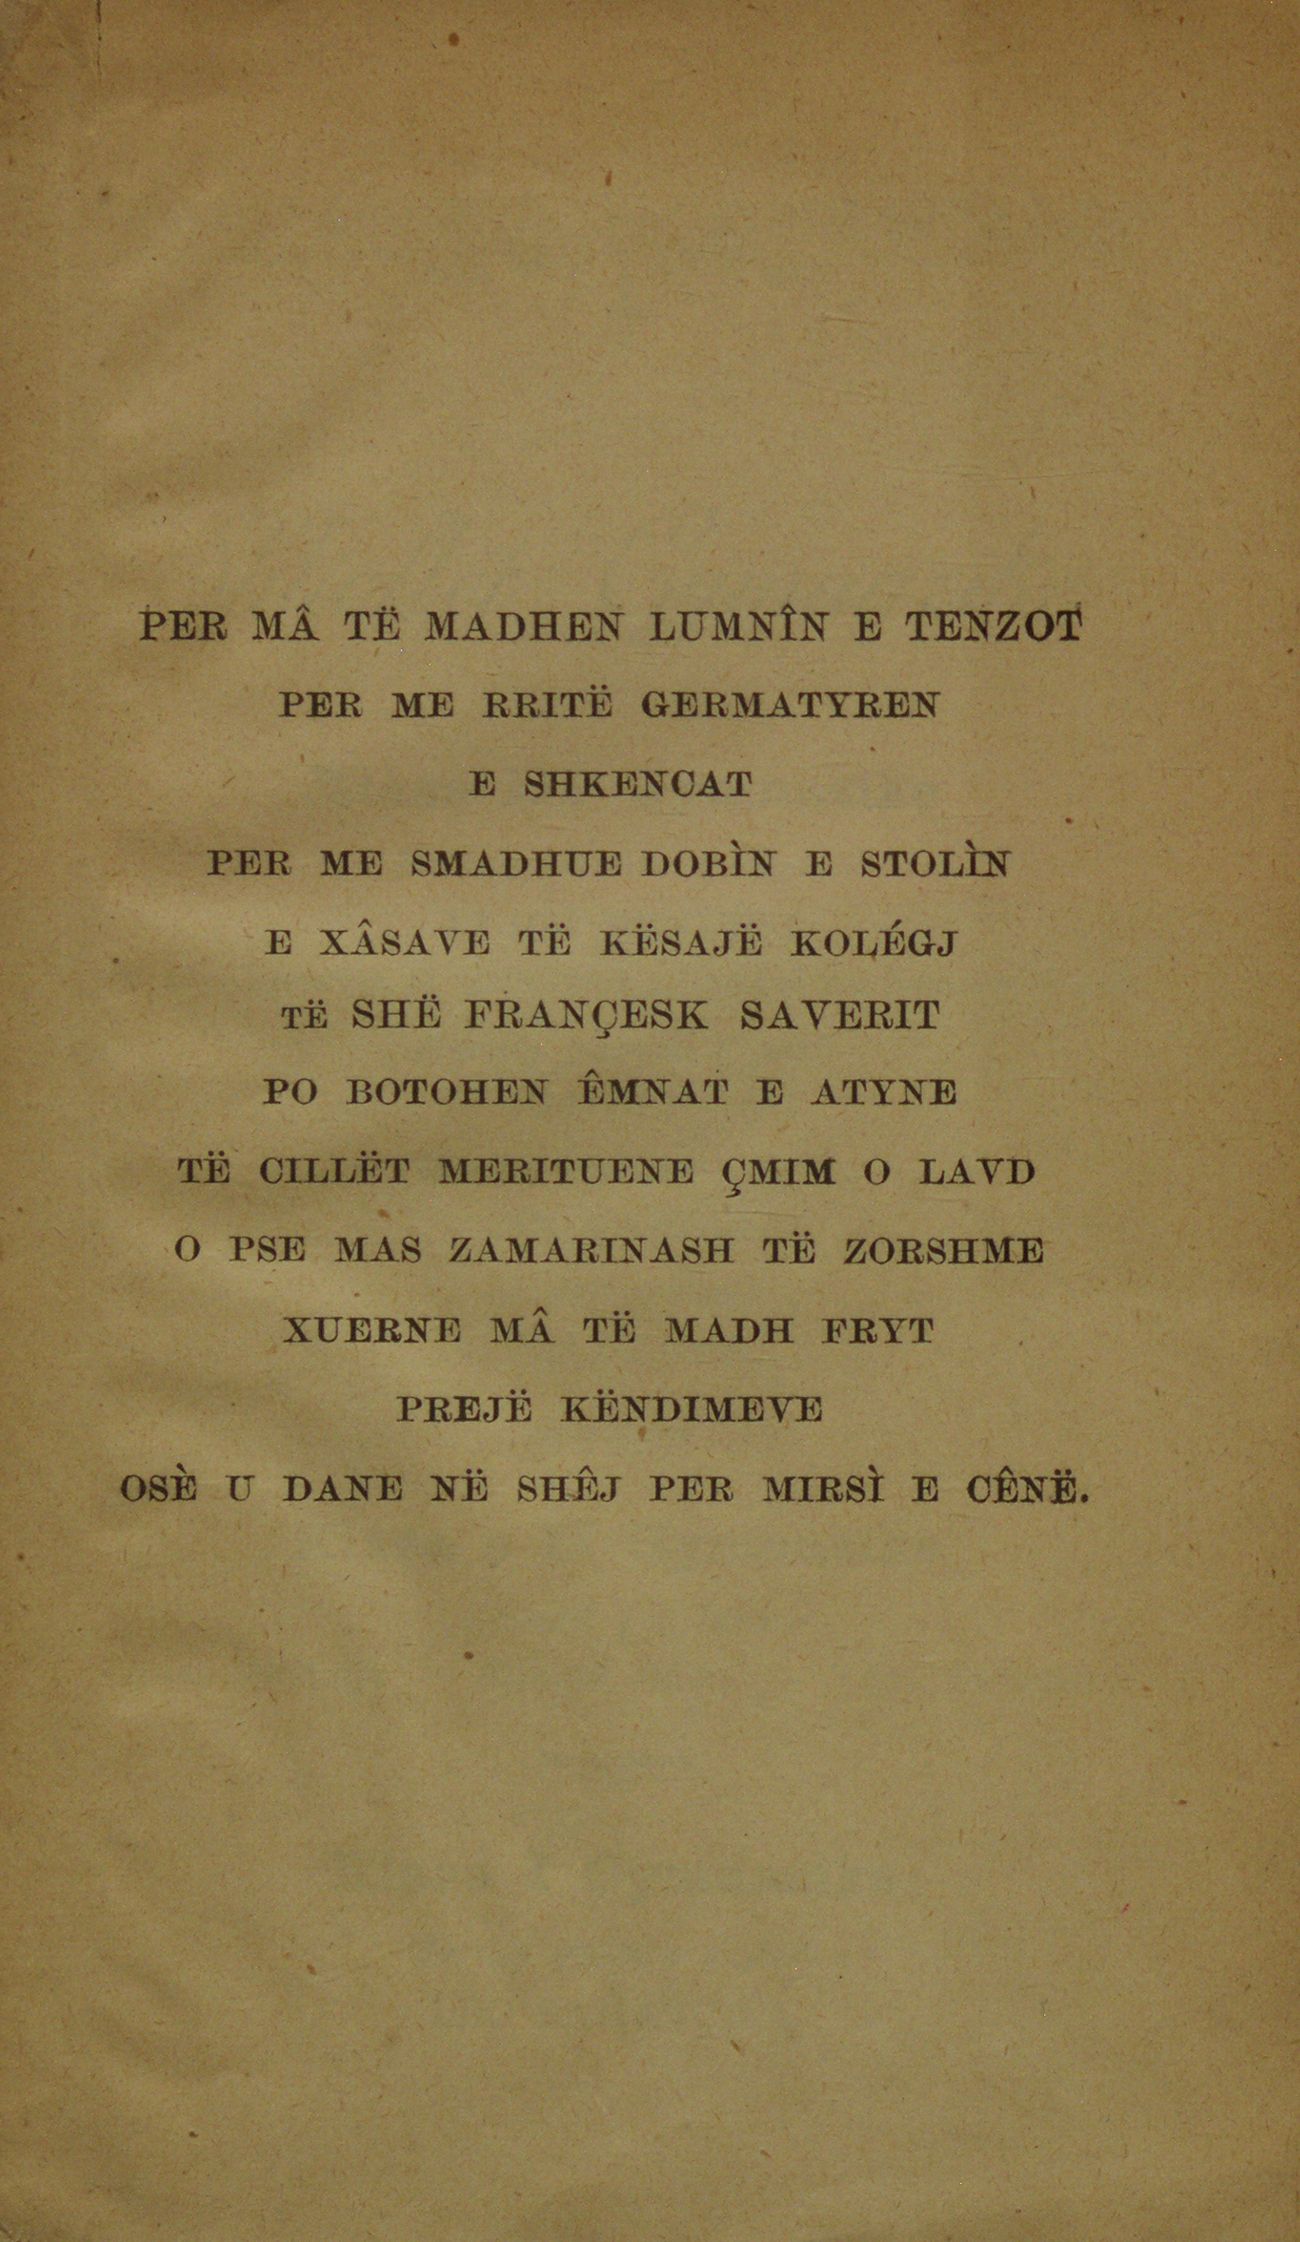 PER MÂ TË MADHEN LUMNÎN E TENZOT
PER ME RRITË GERMATYREN
E SHKENCAT
PER ME SMADHUE DOBÌN E STOLÌN
E XÂSAVE TË KËSAJË KOLÉGJ
TË SHË FRANÇESK SAVERIT
PO BOTOHEN ÊMNAT E ATYNE
TË CILLËT MERITUENE ÇMIM O LAVD
O PSE MAS ZAMARINASH TË ZORSHME
XUERNE MÂ TË MADH FRYT
PREJË KËNDIMEVE
OSÈ U DANE NË SHÊJ PER MIRSÌ E CÊNË.